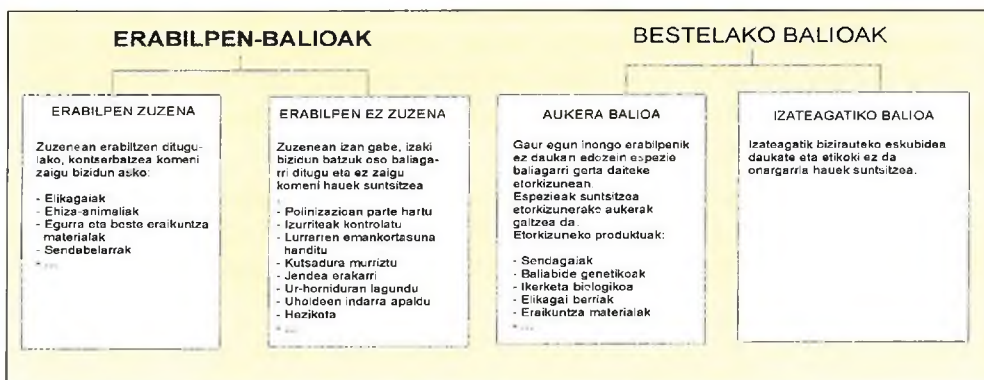 ERABILPEN-BALIOAK
ERABILPEN ZUZENA
Zuzenean erabiltzen ditugu-
lako, kontserbatzea komeni
zaigu bizidun asko:
- Elikagaiak
- Ehiza-animaliak
- Egurra eta beste eraikuntza
materialak
- Sendabelarrak
- ...
ERABILPEN EZ ZUZENA
Zuzenean izan gabe, izaki
bizidun batzuk oso baliaga-
rri ditugu eta ez zaigu
komeni hauek suntsitzea
- Polinizazioan parte hartu
- Izurriteak kontrolatu
- Lurrarren emankortasuna
handitu
- Kutsadura murriztu
- Jendea erakarri
- Ur-horniduran lagundu
- Uholdeen indarra apaldu
- Heziketa
- ...
BESTELAKO BALIOAK
AUKERA BALIOA
Gaur egun inongo erabilpenik
ez daukan edozein espezie
baliagarri gerta daiteke
etorkizunean.
Espezieak suntsitzea
etorkizunerako aukerak
galtzea da.
Etorkizuneko produktuak:
- Sendagaiak
- Baliabide genetikoak
- Ikerketa biologikoa
- Elikagai berriak
- Eraikuntza materialak
- ...
IZATEAGATIKO BALIOA
Izateagatik bizirauteko eskubidea
daukate eta etikoki ez da
onargarria hauek suntsitzea.